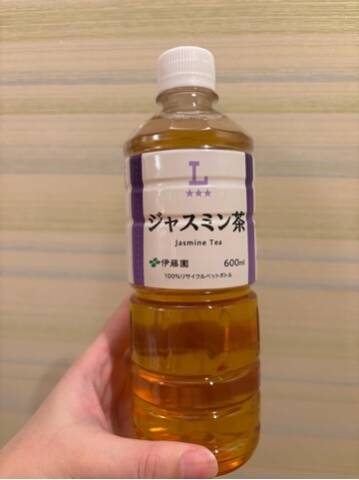 L
★★★
ジャスミン茶
Jasmine Tea
伊藤園
600ml
100%リサイクルペットボトル